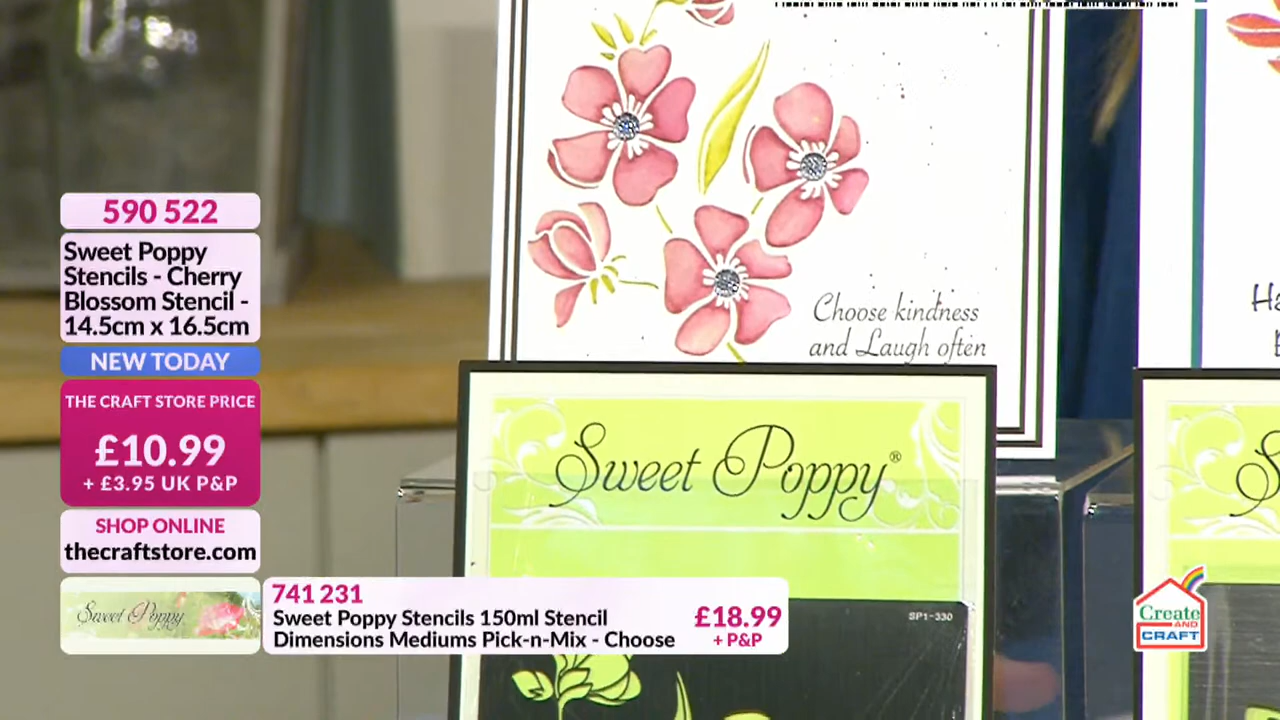 590 522
Sweet Poppy
Stencils - Cherry
Blossom Stencil -
14.5cm x 16.5cm
NEW TODAY
THE CRAFT STORE PRICE
£10.99
+ £3.95 UK P&P
SHOP ONLINE
thecraftstore.com
Sweet Poppy
741 231
Sweet Poppy Stencils 150ml Stencil
Dimensions Mediums Pick-n-Mix - Choose
£18.99
+ P&P
Choose kindness
and Laugh often
Sweet Poppy®
SP1-330
Create
AND
CRAFT